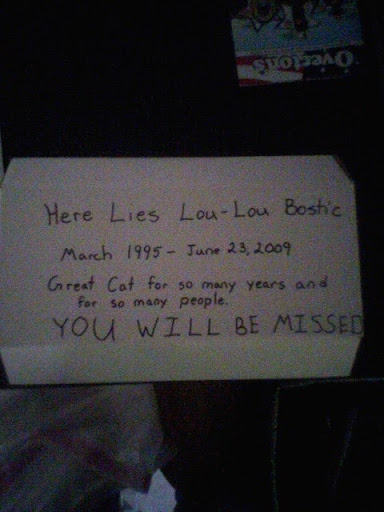 Overton's
Here Lies Lou-Lou Bostic
March 1995 - June 23, 2009
Great Cat for so many years and
for so many people.
YOU WILL BE MISSED